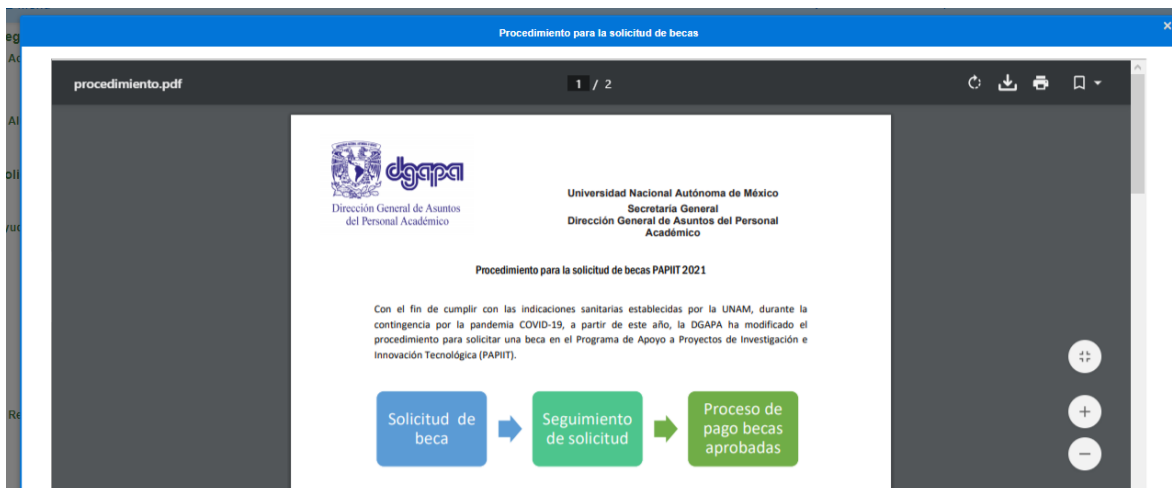 Procedimiento para la solicitud de becas
×
procedimiento.pdf
1 / 2
dgapa
Dirección General de Asuntos
del Personal Académico
Universidad Nacional Autónoma de México
Secretaría General
Dirección General de Asuntos del Personal
Académico
Procedimiento para la solicitud de becas PAPIIT 2021
Con el fin de cumplir con las indicaciones sanitarias establecidas por la UNAM, durante la
contingencia por la pandemia COVID-19, a partir de este año, la DGAPA ha modificado el
procedimiento para solicitar una beca en el Programa de Apoyo a Proyectos de Investigación e
Innovación Tecnológica (PAPIIT).
Solicitud de
beca
Seguimiento
de solicitud
Proceso de
pago becas
aprobadas